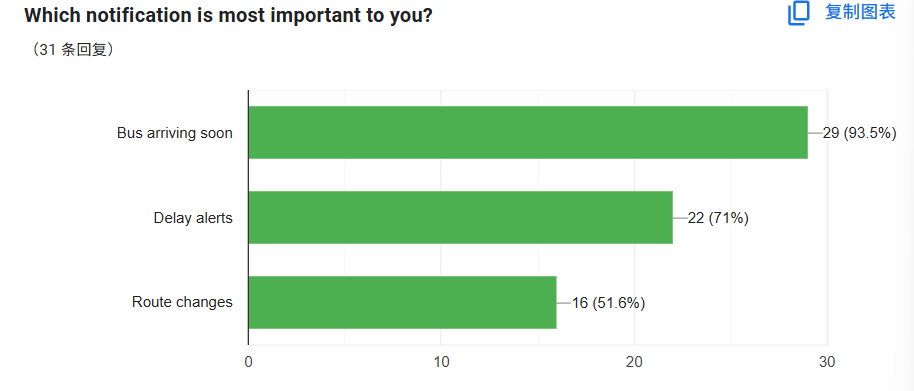 Which notification is most important to you?
复制图表
（31 条回复）
Bus arriving soon
29 (93.5%)
Delay alerts
22 (71%)
Route changes
16 (51.6%)
0 10 20 30